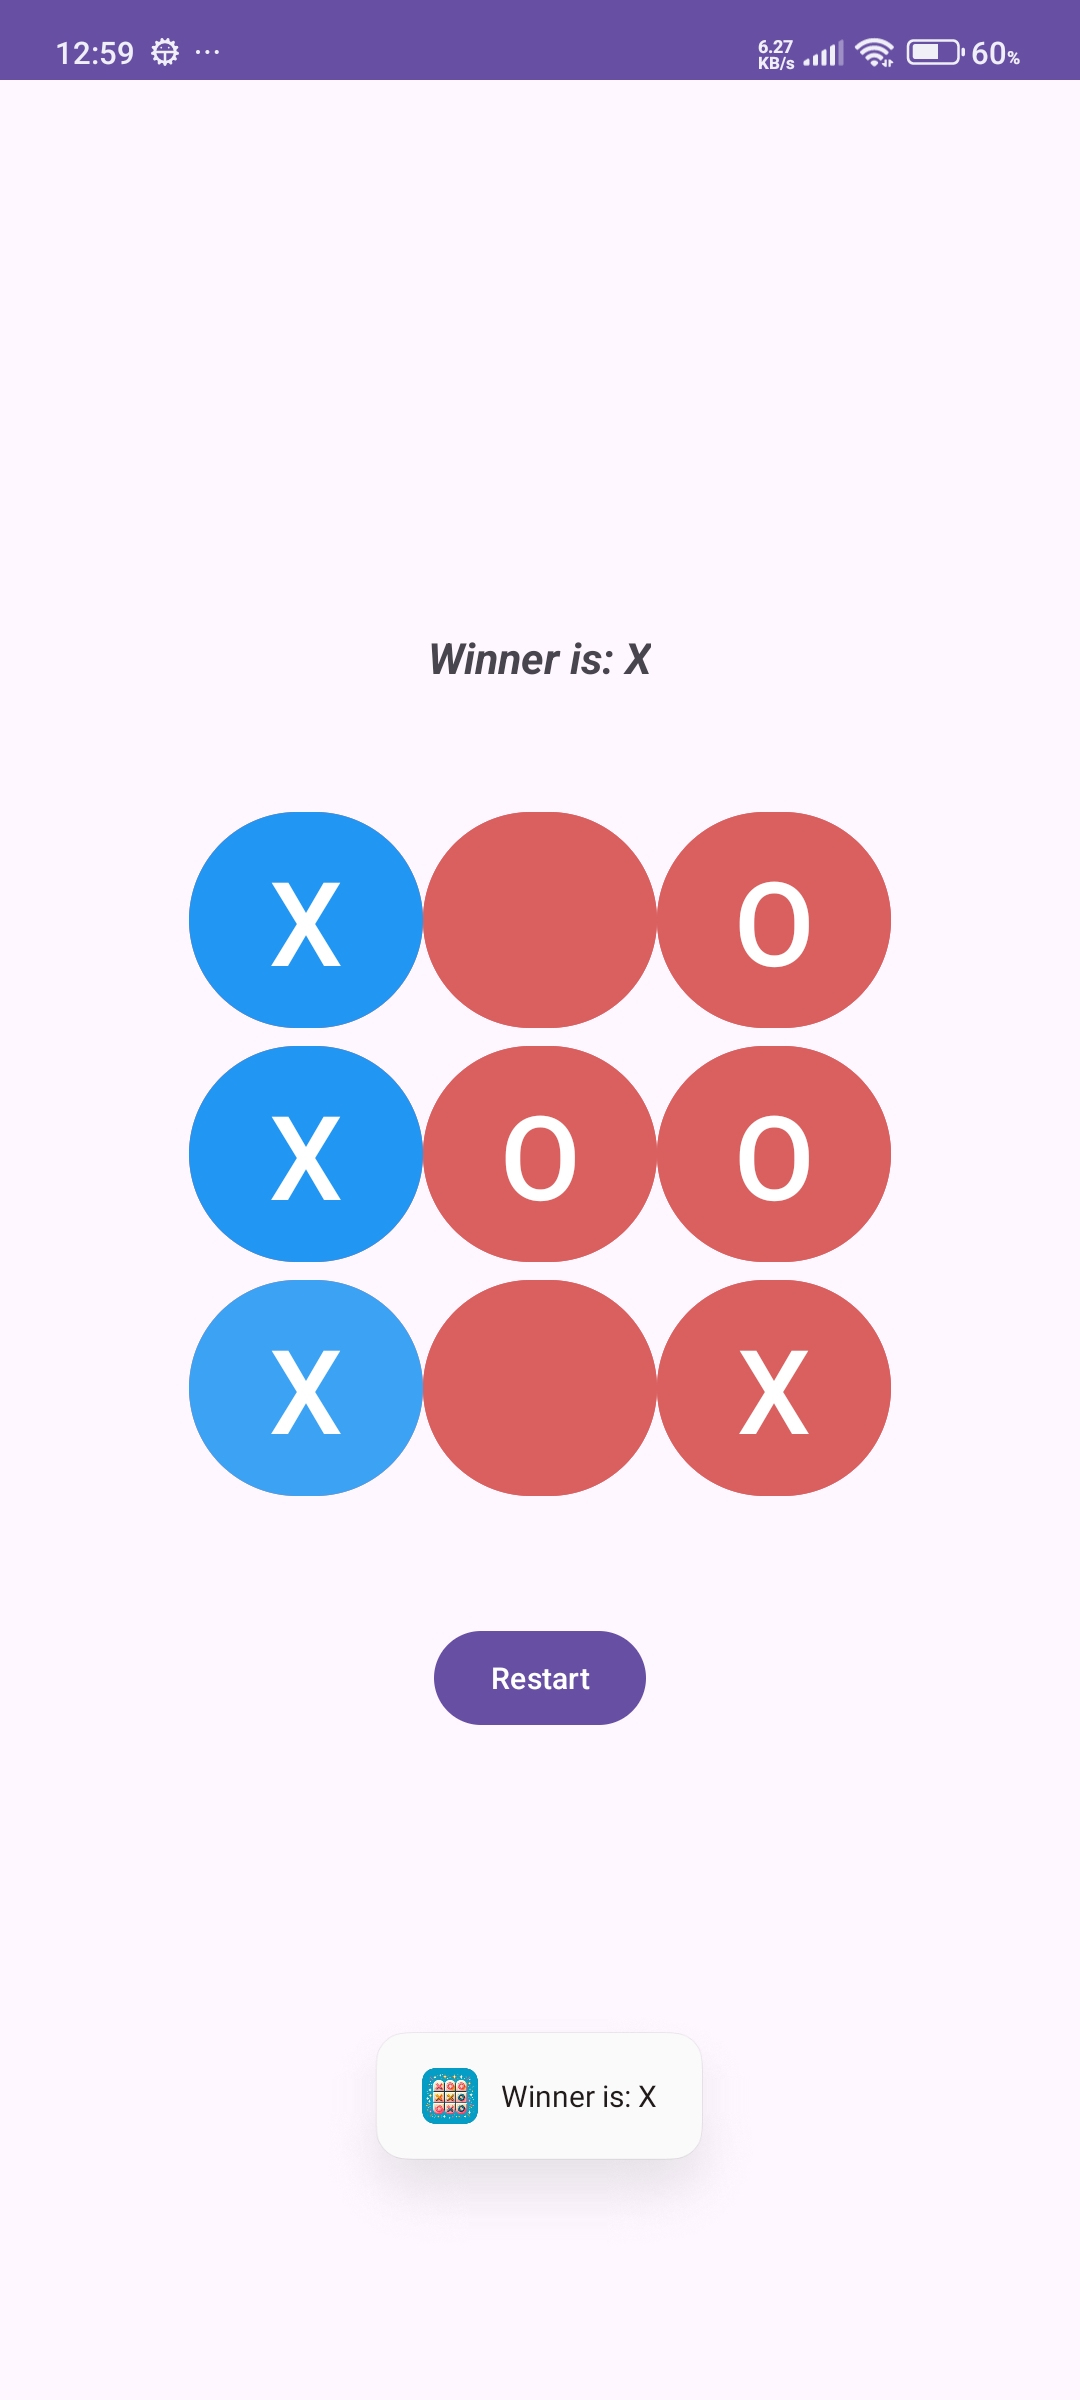 12:59 ... 6.27 KB/s 60%
Winner is: X
X O
X O O
X X
Restart
Winner is: X